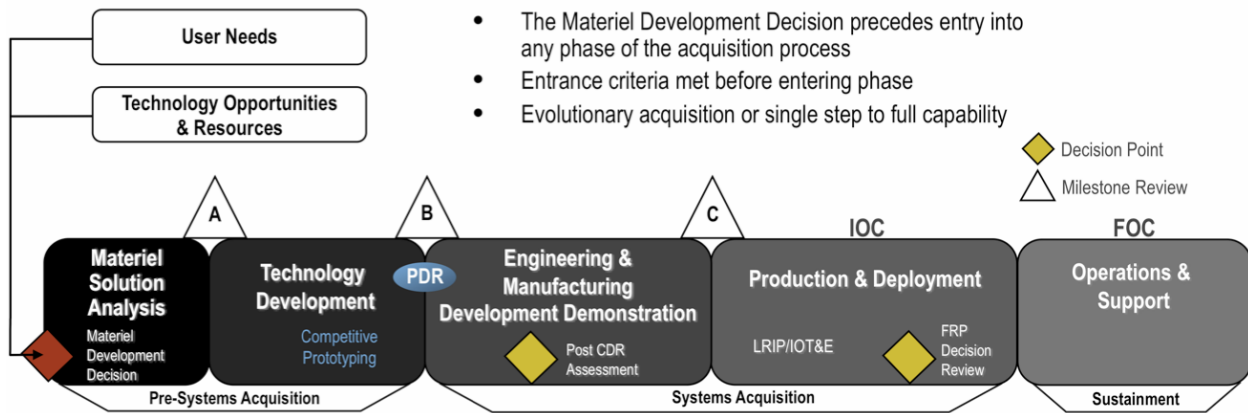 User Needs
Technology Opportunities
& Resources
• The Materiel Development Decision precedes entry into
any phase of the acquisition process
• Entrance criteria met before entering phase
• Evolutionary acquisition or single step to full capability
Decision Point
Milestone Review
A
B
C
IOC
FOC
Materiel
Solution
Analysis
Materiel
Development
Decision
Technology
Development
Competitive
Prototyping
PDR
Engineering &
Manufacturing
Development Demonstration
Post CDR
Assessment
Production & Deployment
LRIP/IOT&E
FRP
Decision
Review
Operations &
Support
Pre-Systems Acquisition
Systems Acquisition
Sustainment